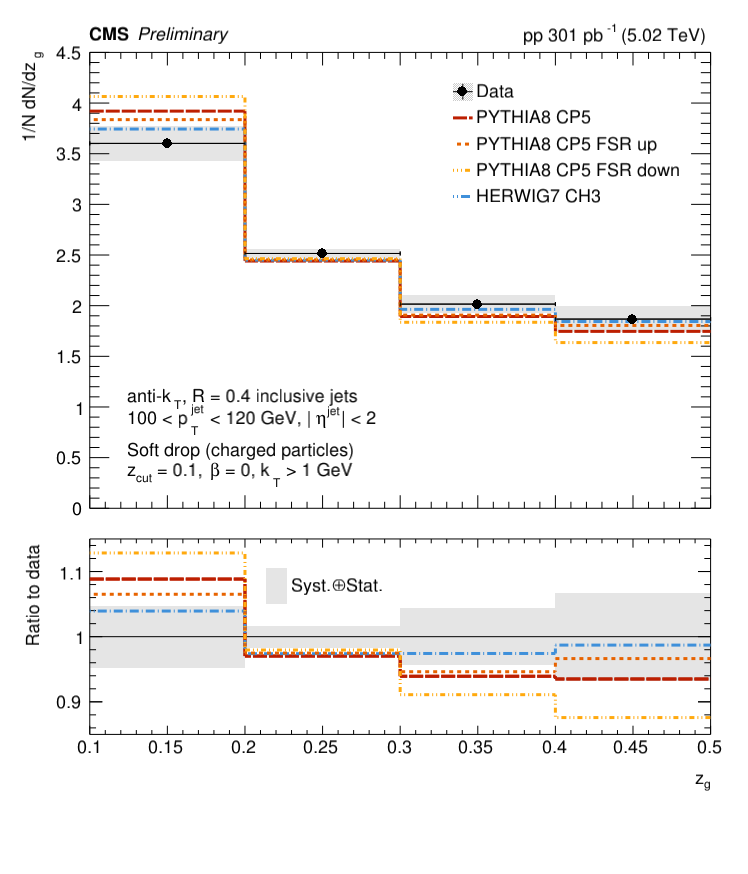 CMS Preliminary pp 301 pb⁻¹ (5.02 TeV)
1/N dN/dz_g
4.5
4
3.5
3
2.5
2
1.5
1
0.5
0
Data
PYTHIA8 CP5
PYTHIA8 CP5 FSR up
PYTHIA8 CP5 FSR down
HERWIG7 CH3
anti-k_T, R = 0.4 inclusive jets
100 < p_T^jet < 120 GeV, | η^jet| < 2
Soft drop (charged particles)
z_cut = 0.1, β = 0, k_T > 1 GeV
Ratio to data
1.1
1
0.9
Syst.⊕Stat.
0.1 0.15 0.2 0.25 0.3 0.35 0.4 0.45 0.5
z_g